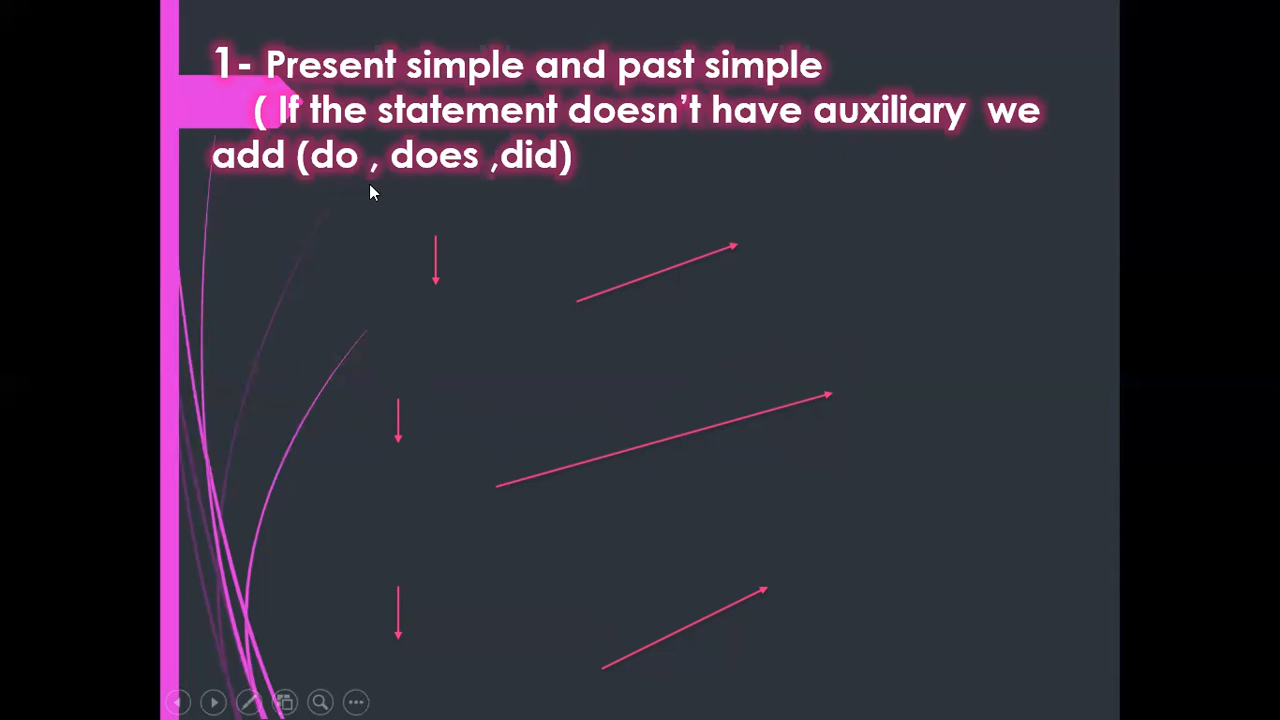 1- Present simple and past simple
( If the statement doesn’t have auxiliary we
add (do , does ,did)